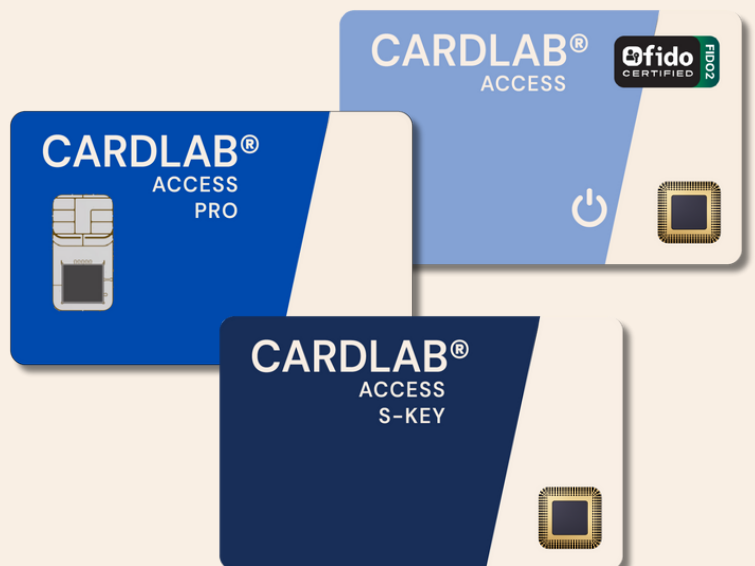 CARDLAB®
ACCESS
fido
CERTIFIED
FIDO2
CARDLAB®
ACCESS
PRO
CARDLAB®
ACCESS
S-KEY